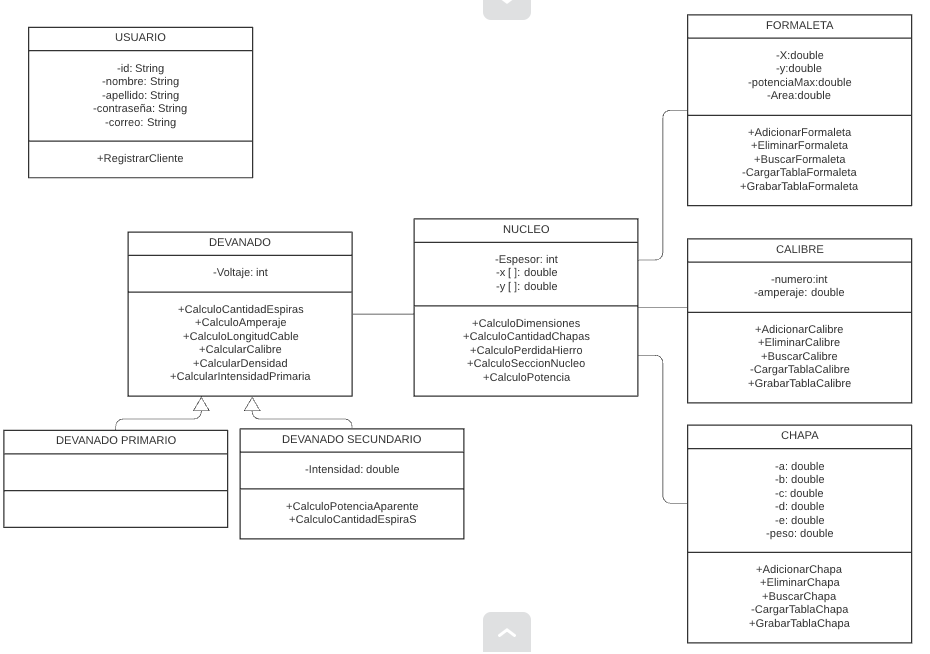 USUARIO
-id: String
-nombre: String
-apellido: String
-contraseña: String
-correo: String
+RegistrarCliente
DEVANADO
-Voltaje: int
+CalculoCantidadEspiras
+CalculoAmperaje
+CalculoLongitudCable
+CalcularCalibre
+CalcularDensidad
+CalcularIntensidadPrimaria
DEVANADO PRIMARIO
DEVANADO SECUNDARIO
-Intensidad: double
+CalculoPotenciaAparente
+CalculoCantidadEspiraS
NUCLEO
-Espesor: int
-x [ ]: double
-y [ ]: double
+CalculoDimensiones
+CalculoCantidadChapas
+CalculoPerdidaHierro
+CalculoSeccionNucleo
+CalculoPotencia
FORMALETA
-X:double
-y:double
-potenciaMax:double
-Area:double
+AdicionarFormaleta
+EliminarFormaleta
+BuscarFormaleta
-CargarTablaFormaleta
+GrabarTablaFormaleta
CALIBRE
-numero:int
-amperaje: double
+AdicionarCalibre
+EliminarCalibre
+BuscarCalibre
-CargarTablaCalibre
+GrabarTablaCalibre
CHAPA
-a: double
-b: double
-c: double
-d: double
-e: double
-peso: double
+AdicionarChapa
+EliminarChapa
+BuscarChapa
-CargarTablaChapa
+GrabarTablaChapa